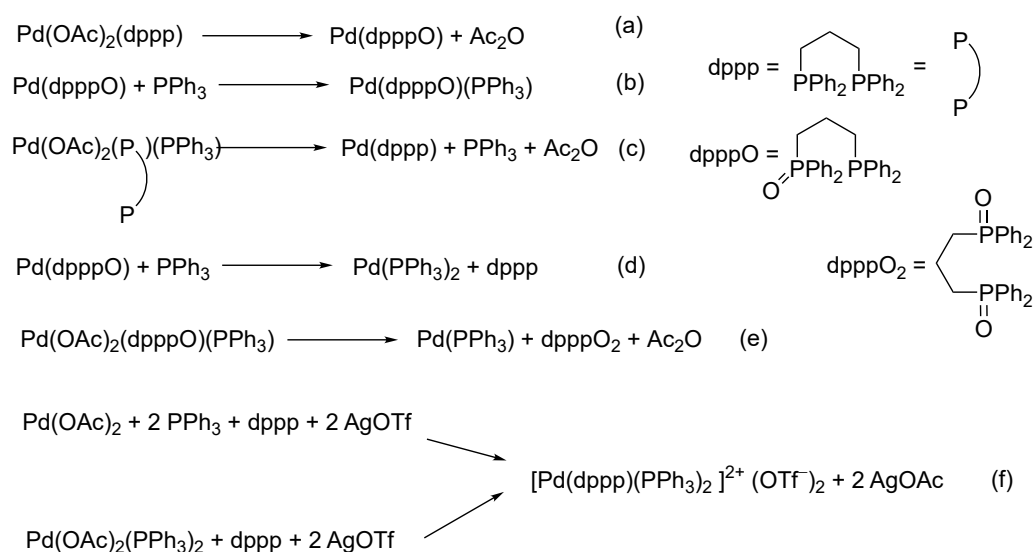 Pd(OAc)₂(dppp) → Pd(dpppO) + Ac₂O (a)
Pd(dpppO) + PPh₃ → Pd(dpppO)(PPh₃) (b)
dppp = PPh₂ PPh₂ = P P
Pd(OAc)₂(P )(PPh₃) → Pd(dppp) + PPh₃ + Ac₂O (c)
P
dpppO = PPh₂ PPh₂
O
Pd(dpppO) + PPh₃ → Pd(PPh₃)₂ + dppp (d)
O
PPh₂
dpppO₂ =
PPh₂
O
Pd(OAc)₂(dpppO)(PPh₃) → Pd(PPh₃) + dpppO₂ + Ac₂O (e)
Pd(OAc)₂ + 2 PPh₃ + dppp + 2 AgOTf
[Pd(dppp)(PPh₃)₂ ]²⁺ (OTf⁻)₂ + 2 AgOAc (f)
Pd(OAc)₂(PPh₃)₂ + dppp + 2 AgOTf